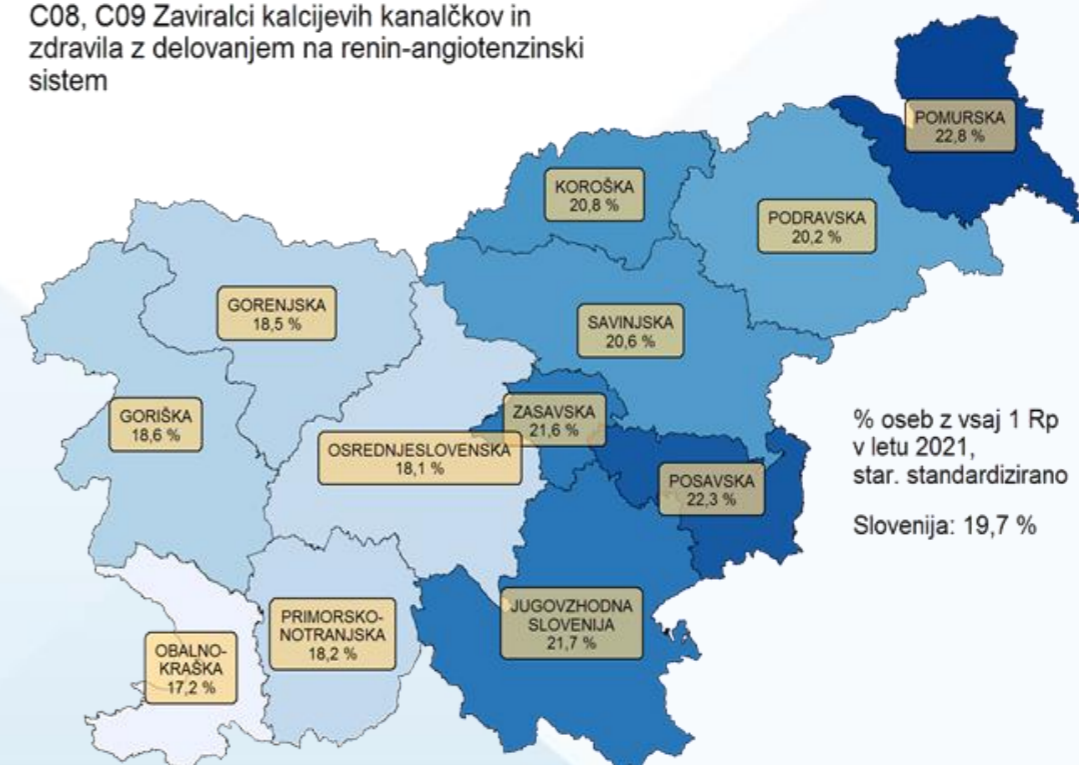 C08, C09 Zaviralci kalcijevih kanalčkov in
zdravila z delovanjem na renin-angiotenzinski
sistem
POMURSKA
22,8 %
KOROŠKA
20,8 %
PODRAVSKA
20,2 %
GORENJSKA
18,5 %
SAVINJSKA
20,6 %
GORIŠKA
18,6 %
ZASAVSKA
21,6 %
OSREDNJESLOVENSKA
18,1 %
POSAVSKA
22,3 %
% oseb z vsaj 1 Rp
v letu 2021,
star. standardizirano
Slovenija: 19,7 %
JUGOVZHODNA
SLOVENIJA
21,7 %
PRIMORSKO-
NOTRANJSKA
18,2 %
OBALNO-
KRAŠKA
17,2 %